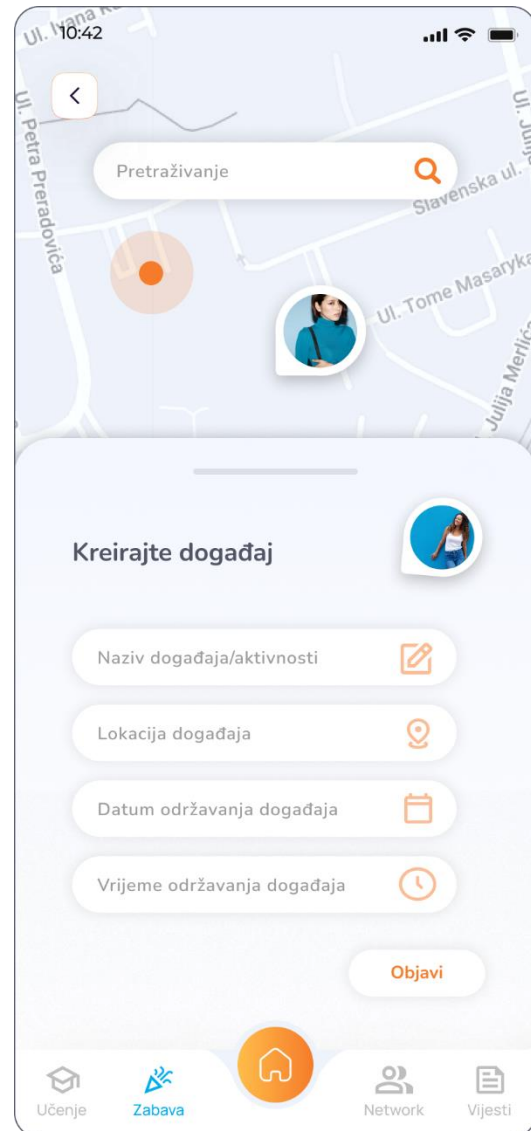 Ul. Ivana
10:42
Ul. Petra Preradovića
Pretraživanje
Slavenska ul.
Ul. Tome Masaryka
Julija Merlića
Kreirajte događaj
Naziv događaja/aktivnosti
Lokacija događaja
Datum održavanja događaja
Vrijeme održavanja događaja
Objavi
Učenje
Zabava
Network
Vijesti